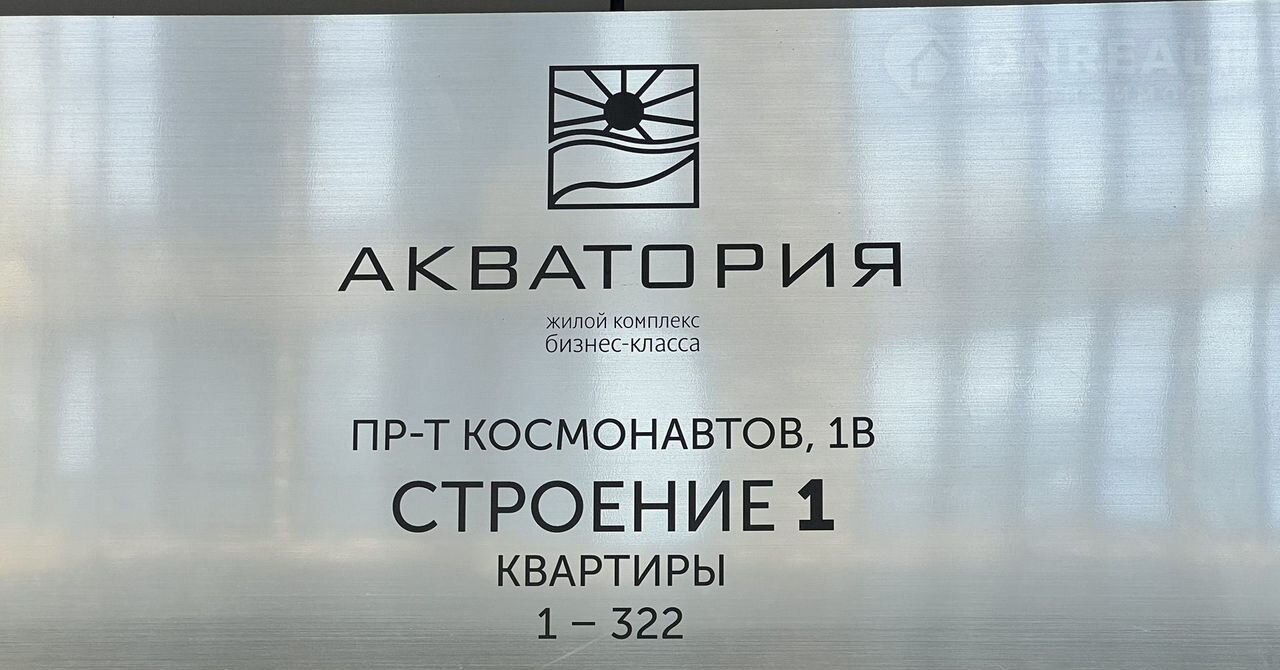 АКВАТОРИЯ
жилой комплекс
бизнес-класса
ПР-Т КОСМОНАВТОВ, 1В
СТРОЕНИЕ 1
КВАРТИРЫ
1 – 322